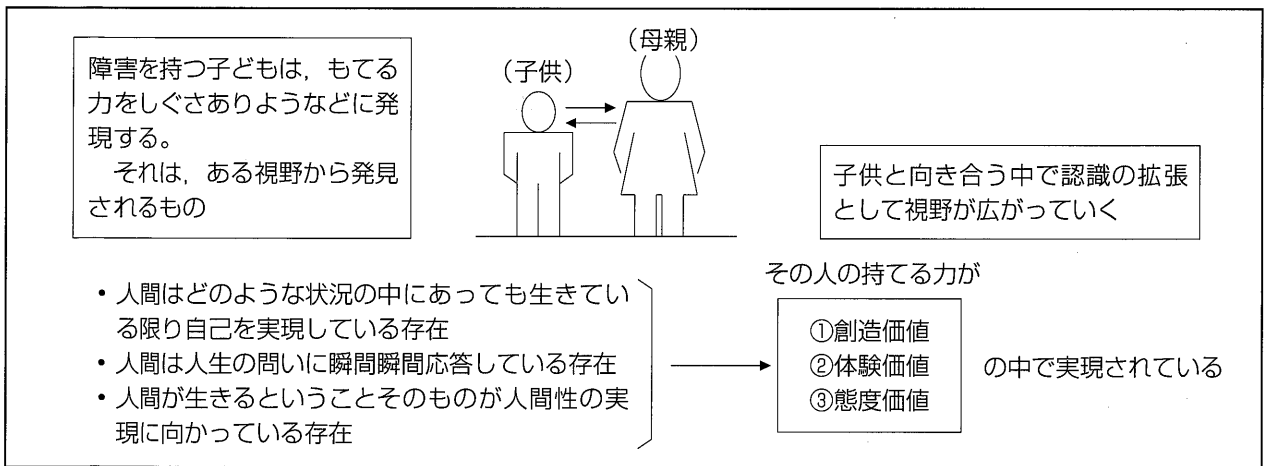 障害を持つ子どもは，もてる
力をしぐさありようなどに発
現する。
それは，ある視野から発見
されるもの
（母親）
（子供）
子供と向き合う中で認識の拡張
として視野が広がっていく
・人間はどのような状況の中にあっても生きてい
る限り自己を実現している存在
・人間は人生の問いに瞬間瞬間応答している存在
・人間が生きるということそのものが人間性の実
現に向かっている存在
その人の持てる力が
①創造価値
②体験価値
③態度価値
の中で実現されている